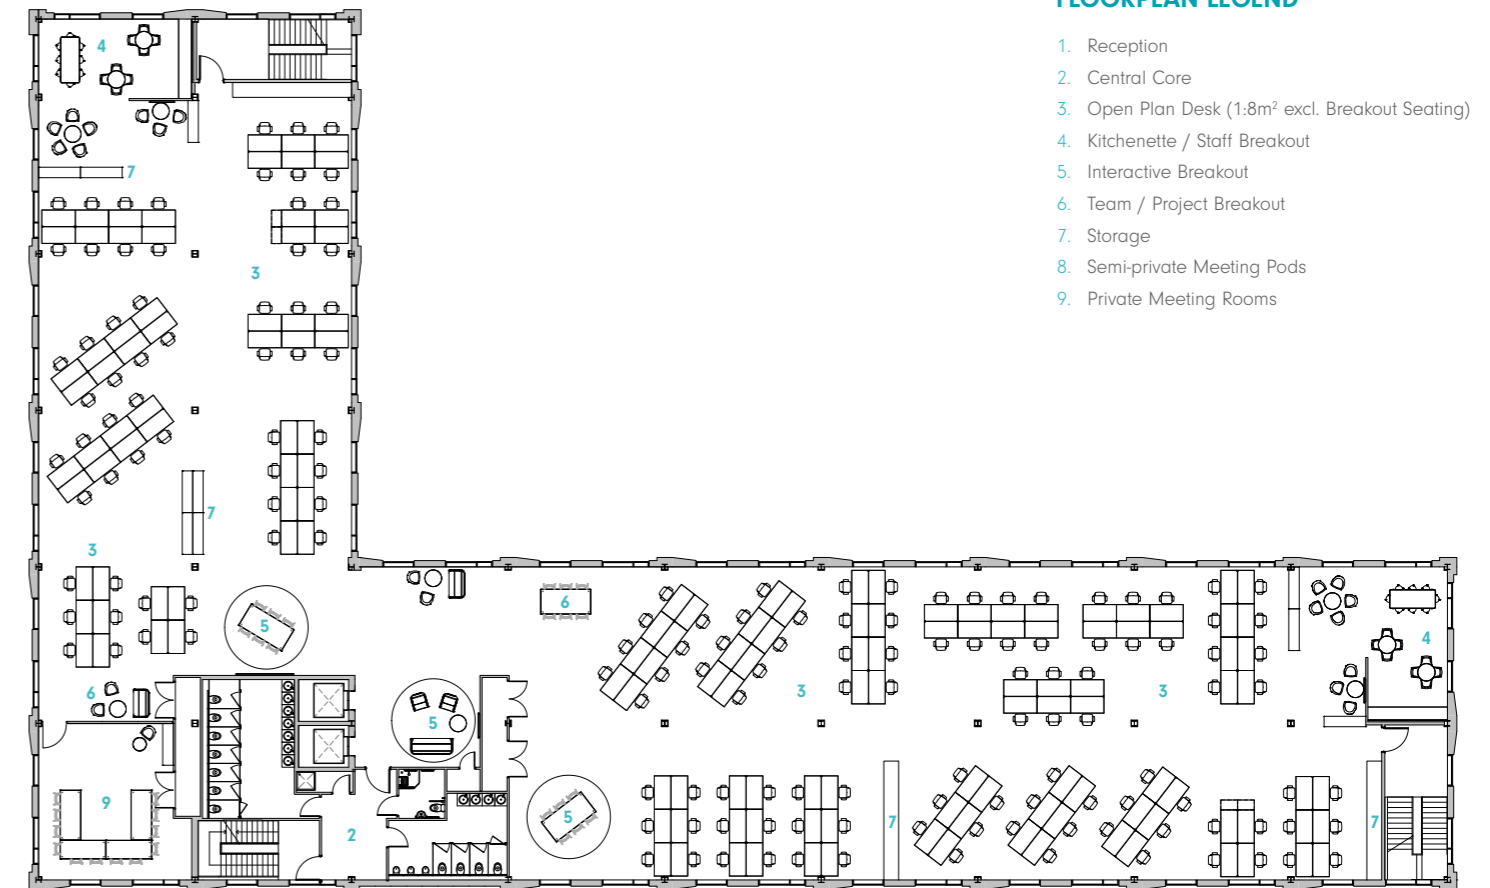 FLOORPLAN LEGEND
1. Reception
2. Central Core
3. Open Plan Desk (1:8m² excl. Breakout Seating)
4. Kitchenette / Staff Breakout
5. Interactive Breakout
6. Team / Project Breakout
7. Storage
8. Semi-private Meeting Pods
9. Private Meeting Rooms
4
7
3
7
3
5
6
6
4
3
3
5
9
5
7
7
2